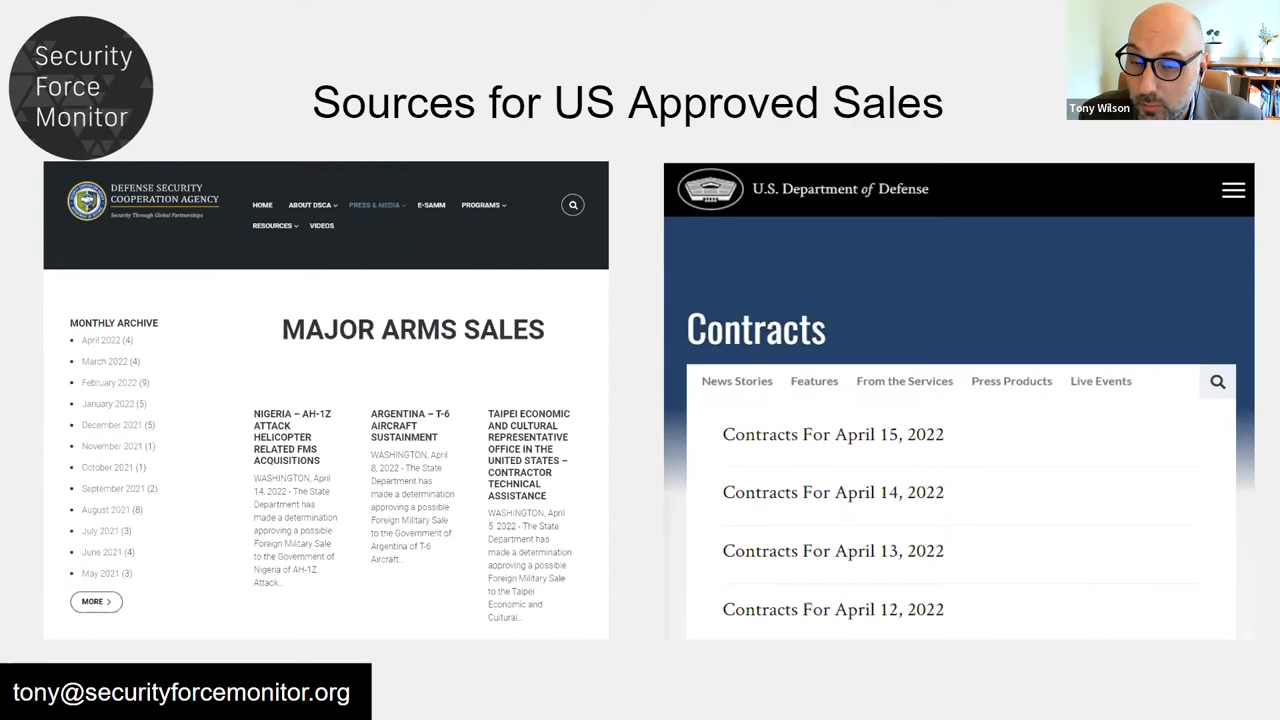 Security
Force
Monitor
Sources for US Approved Sales
Tony Wilson
DEFENSE SECURITY
COOPERATION AGENCY
Security Through Global Partnerships
HOME ABOUT DSCA PRESS & MEDIA E-SAMM PROGRAMS
RESOURCES VIDEOS
MONTHLY ARCHIVE
April 2022 (4)
March 2022 (4)
February 2022 (9)
January 2022 (5)
December 2021 (5)
November 2021 (1)
October 2021 (1)
September 2021 (2)
August 2021 (8)
July 2021 (3)
June 2021 (4)
May 2021 (3)
MORE
MAJOR ARMS SALES
NIGERIA – AH-1Z
ATTACK
HELICOPTER
RELATED FMS
ACQUISITIONS
WASHINGTON, April
14, 2022 - The State
Department has
made a determination
approving a possible
Foreign Military Sale
to the Government of
Nigeria of AH-1Z
Attack...
ARGENTINA – T-6
AIRCRAFT
SUSTAINMENT
WASHINGTON, April
8, 2022 - The State
Department has
made a determination
approving a possible
Foreign Military Sale
to the Government of
Argentina of T-6
Aircraft...
TAIPEI ECONOMIC
AND CULTURAL
REPRESENTATIVE
OFFICE IN THE
UNITED STATES –
CONTRACTOR
TECHNICAL
ASSISTANCE
WASHINGTON, April
5, 2022 - The State
Department has
made a determination
approving a possible
Foreign Military Sale
to the Taipei
Economic and
Cultural...
U.S. Department of Defense
Contracts
News Stories Features From the Services Press Products Live Events
Contracts For April 15, 2022
Contracts For April 14, 2022
Contracts For April 13, 2022
Contracts For April 12, 2022
tony@securityforcemonitor.org